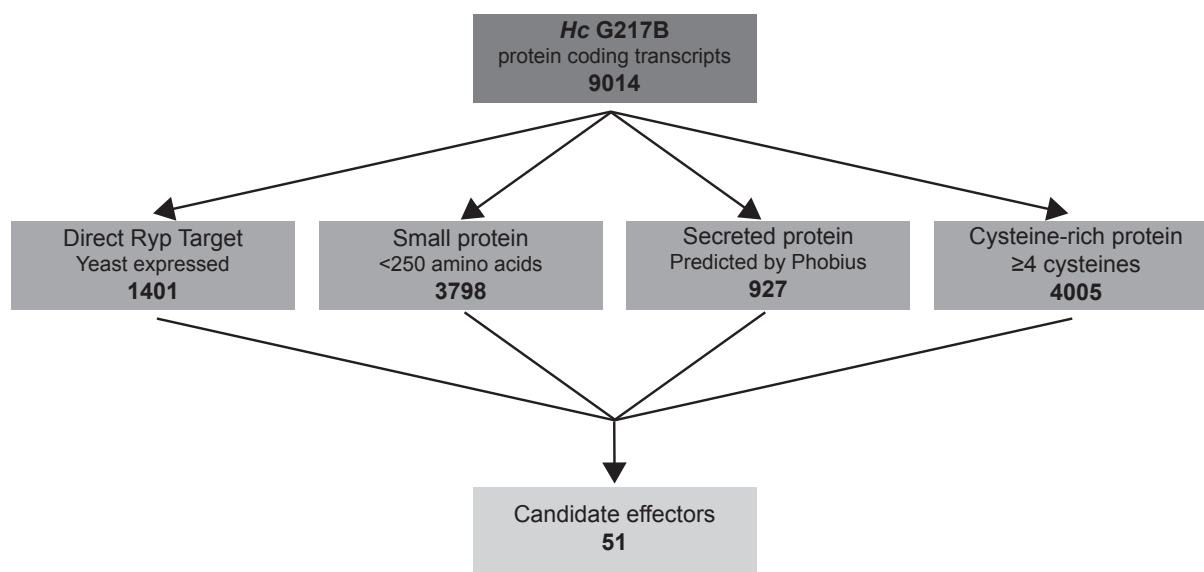 Hc G217B
protein coding transcripts
9014
Direct Ryp Target
Yeast expressed
1401
Small protein
<250 amino acids
3798
Secreted protein
Predicted by Phobius
927
Cysteine-rich protein
≥4 cysteines
4005
Candidate effectors
51